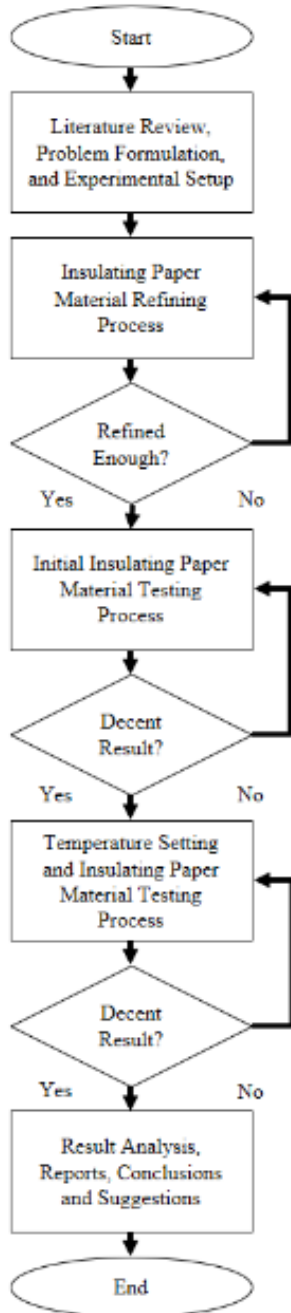 Start
Literature Review,
Problem Formulation,
and Experimental Setup
Insulating Paper
Material Refining
Process
Refined
Enough?
Yes No
Initial Insulating Paper
Material Testing
Process
Decent
Result?
Yes No
Temperature Setting
and Insulating Paper
Material Testing
Process
Decent
Result?
Yes No
Result Analysis,
Reports, Conclusions
and Suggestions
End